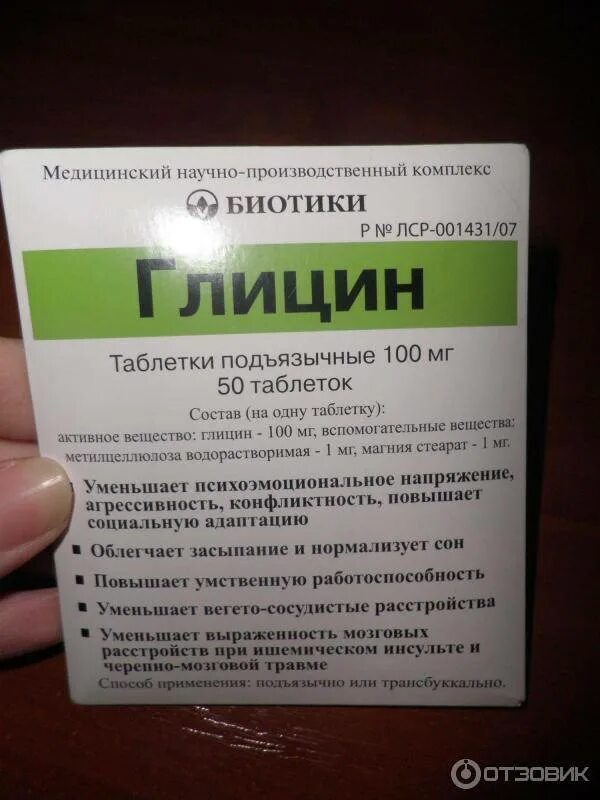 Медицинский научно-производственный комплекс
БИОТИКИ
Р № ЛСР-001431/07
Глицин
Таблетки подъязычные 100 мг
50 таблеток
Состав (на одну таблетку):
активное вещество: глицин - 100 мг, вспомогательные вещества:
метилцеллюлоза водорастворимая - 1 мг, магния стеарат - 1 мг.
Уменьшает психоэмоциональное напряжение,
агрессивность, конфликтность, повышает
социальную адаптацию
▪ Облегчает засыпание и нормализует сон
▪ Повышает умственную работоспособность
▪ Уменьшает вегето-сосудистые расстройства
▪ Уменьшает выраженность мозговых
расстройств при ишемическом инсульте и
черепно-мозговой травме
Способ применения: подъязычно или трансбуккально.
ОТЗОВИК